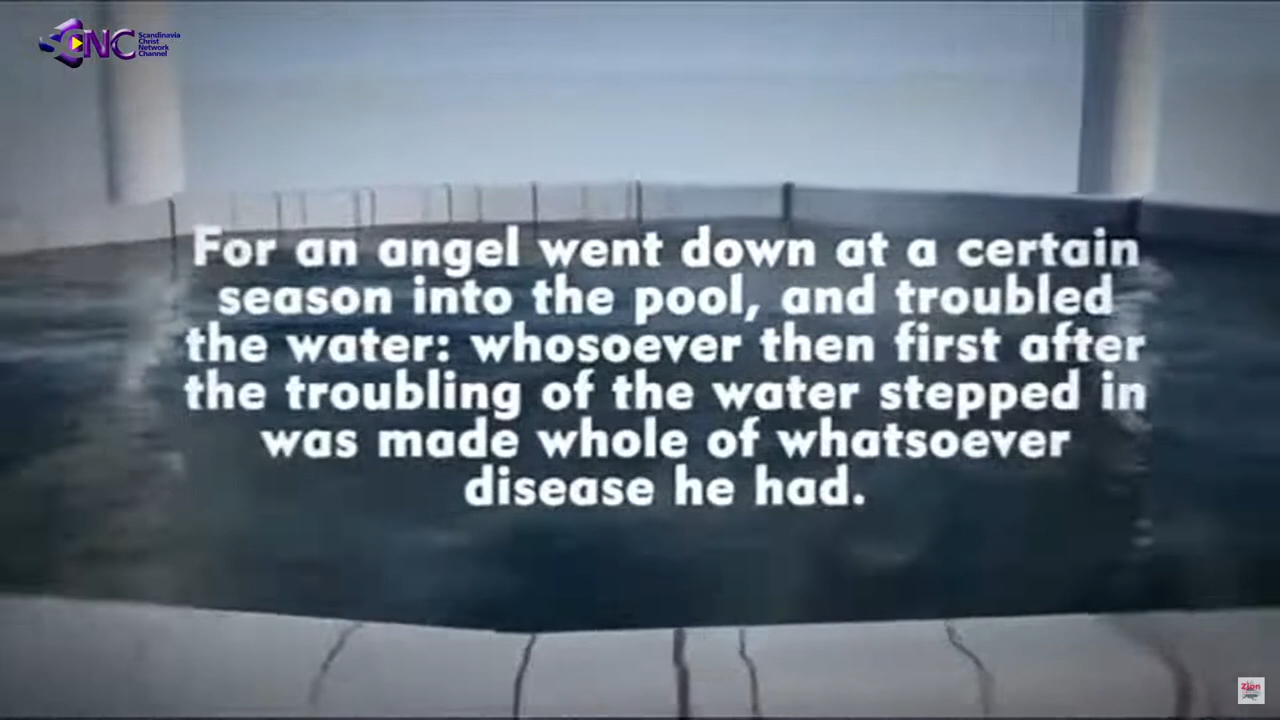 CNC
Scandinavia
Christ
Network
Channel
For an angel went down at a certain
season into the pool, and troubled
the water: whosoever then first after
the troubling of the water stepped in
was made whole of whatsoever
disease he had.
Zion